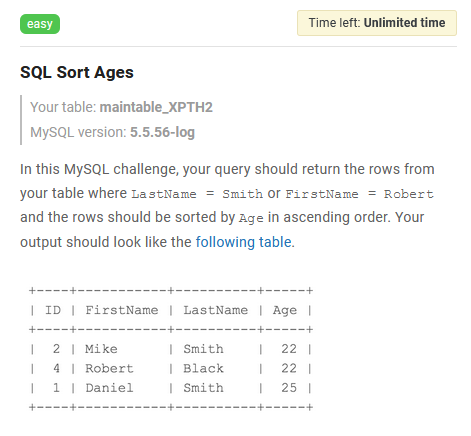 easy
Time left: Unlimited time
SQL Sort Ages
Your table: maintable_XPTH2
MySQL version: 5.5.56-log
In this MySQL challenge, your query should return the rows from
your table where LastName = Smith or FirstName = Robert
and the rows should be sorted by Age in ascending order. Your
output should look like the following table.
+----+-----------+----------+-----+
| ID | FirstName | LastName | Age |
+----+-----------+----------+-----+
|  2 | Mike      | Smith    |  22 |
|  4 | Robert    | Black    |  22 |
|  1 | Daniel    | Smith    |  25 |
+----+-----------+----------+-----+